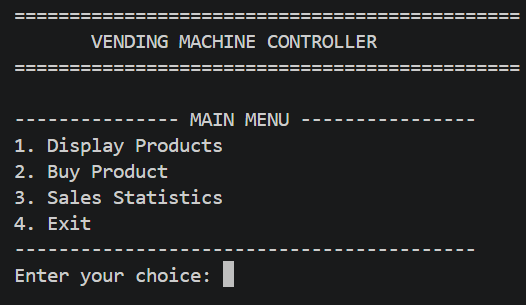 ==============================================
       VENDING MACHINE CONTROLLER
==============================================
--------------- MAIN MENU ----------------
1. Display Products
2. Buy Product
3. Sales Statistics
4. Exit
------------------------------------------
Enter your choice: